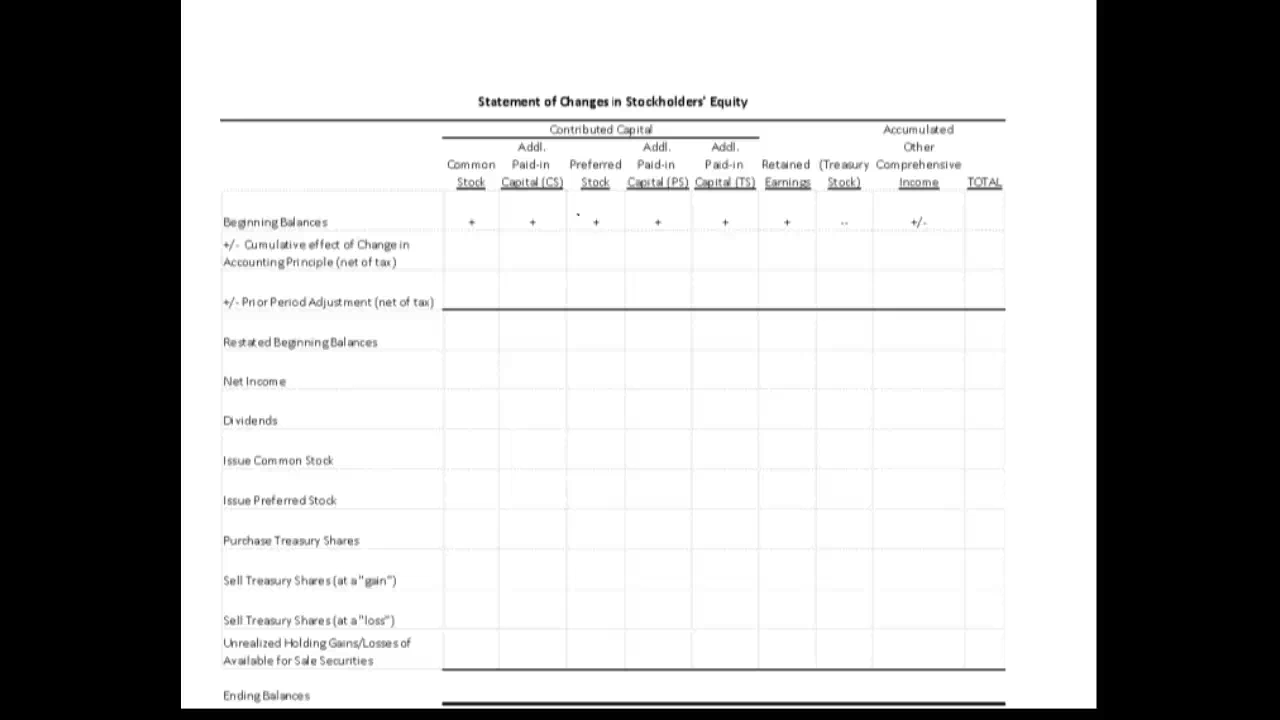 Statement of Changes in Stockholders' Equity
Contributed Capital Accumulated
Addl. Addl. Addl. Other
Common Paid-in Preferred Paid-in Paid-in Retained (Treasury Comprehensive
Stock Capital (CS) Stock Capital (PS) Capital (TS) Earnings Stock) Income TOTAL
Beginning Balances + + + + + + -- +/-
+/- Cumulative effect of Change in
Accounting Principle (net of tax)
+/- Prior Period Adjustment (net of tax)
Restated Beginning Balances
Net Income
Dividends
Issue Common Stock
Issue Preferred Stock
Purchase Treasury Shares
Sell Treasury Shares (at a "gain")
Sell Treasury Shares (at a "loss")
Unrealized Holding Gains/Losses of
Available for Sale Securities
Ending Balances